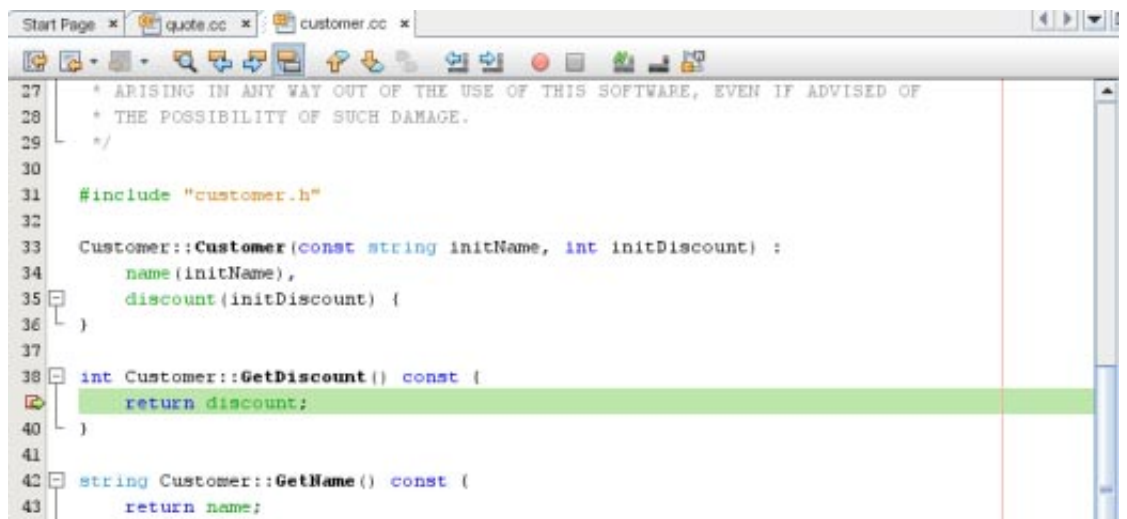 Start Page quote.cc customer.cc
27 * ARISING IN ANY WAY OUT OF THE USE OF THIS SOFTWARE, EVEN IF ADVISED OF
28 * THE POSSIBILITY OF SUCH DAMAGE.
29 */
30
31 #include "customer.h"
32
33 Customer::Customer(const string initName, int initDiscount) :
34 name(initName),
35 discount(initDiscount) {
36 }
37
38 int Customer::GetDiscount() const {
return discount;
40 }
41
42 string Customer::GetName() const {
43 return name;